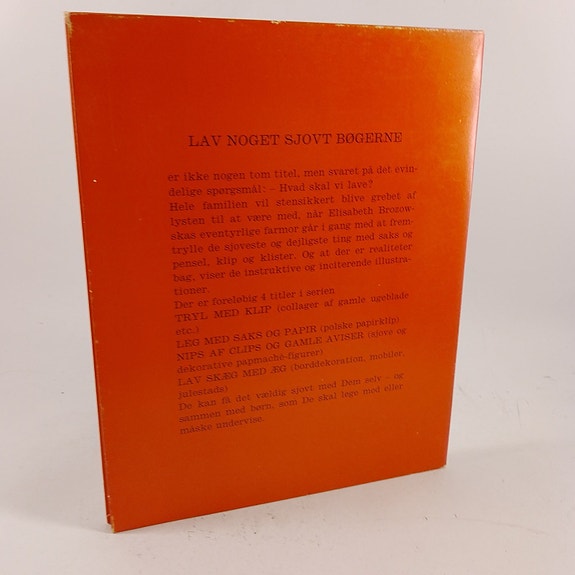 LAV NOGET SJOVT BØGERNE
er ikke nogen tom titel, men svaret på det evin-
delige spørgsmål: – Hvad skal vi lave?
Hele familien vil stensikkert blive grebet af
lysten til at være med, når Elisabeth Brozow-
skas eventyrlige farmor går i gang med at frem-
trylle de sjoveste og dejligste ting med saks og
pensel, klip og klister. Og at der er realiteter
bag, viser de instruktive og inciterende illustra-
tioner.
Der er foreløbig 4 titler i serien
TRYL MED KLIP (collager af gamle ugeblade
etc.)
LEG MED SAKS OG PAPIR (polske papirklip)
NIPS AF CLIPS OG GAMLE AVISER (sjove og
dekorative papmaché-figurer)
LAV SKÆG MED ÆG (borddekoration, mobiler,
julestads)
De kan få det vældig sjovt med Dem selv – og
sammen med børn, som De skal lege med eller
måske undervise.